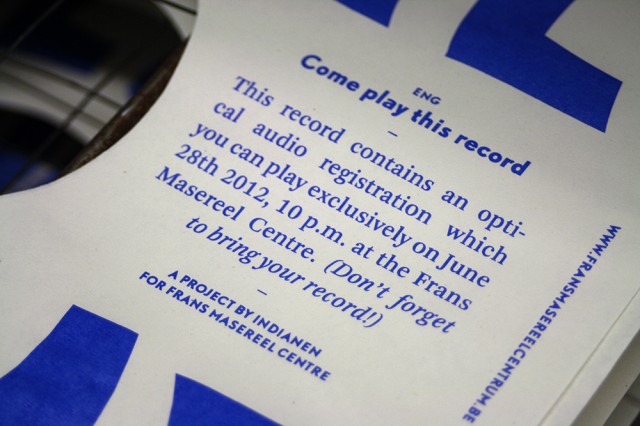 ENG
Come play this record
–
This record contains an opti-
cal audio registration which
you can play exclusively on June
28th 2012, 10 p.m. at the Frans
Masereel Centre. (Don't forget
to bring your record!)
–
A PROJECT BY INDIANEN
FOR FRANS MASEREEL CENTRE
WWW.FRANSMASEREELCENTRUM.BE